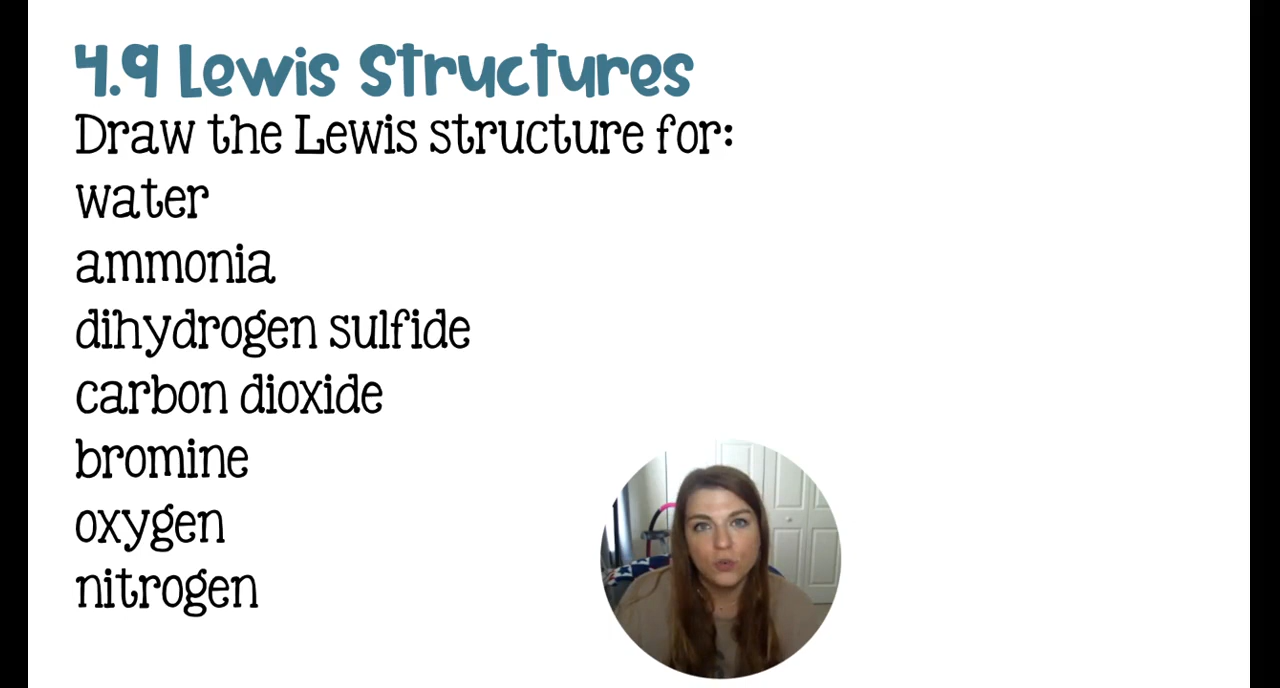 4.9 Lewis Structures
Draw the Lewis structure for:
water
ammonia
dihydrogen sulfide
carbon dioxide
bromine
oxygen
nitrogen